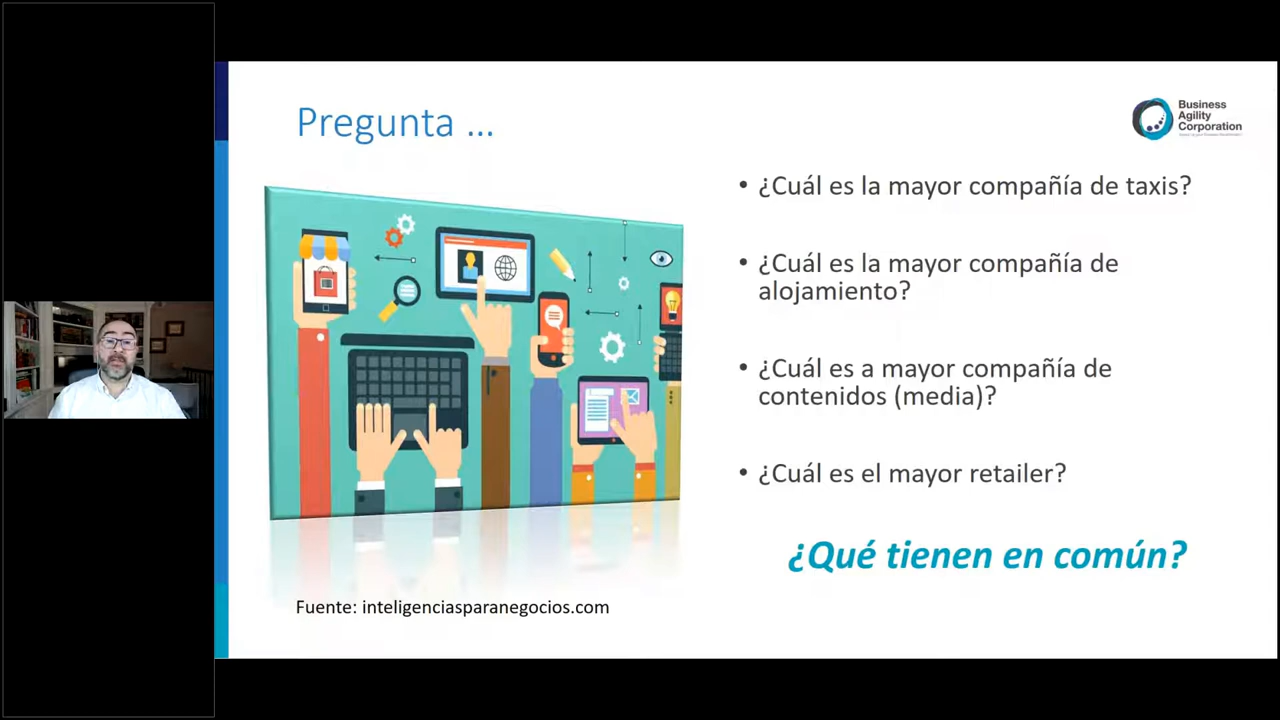 Pregunta ...
Business
Agility
Corporation
• ¿Cuál es la mayor compañía de taxis?
• ¿Cuál es la mayor compañía de
alojamiento?
• ¿Cuál es a mayor compañía de
contenidos (media)?
• ¿Cuál es el mayor retailer?
¿Qué tienen en común?
Fuente: inteligenciasparanegocios.com